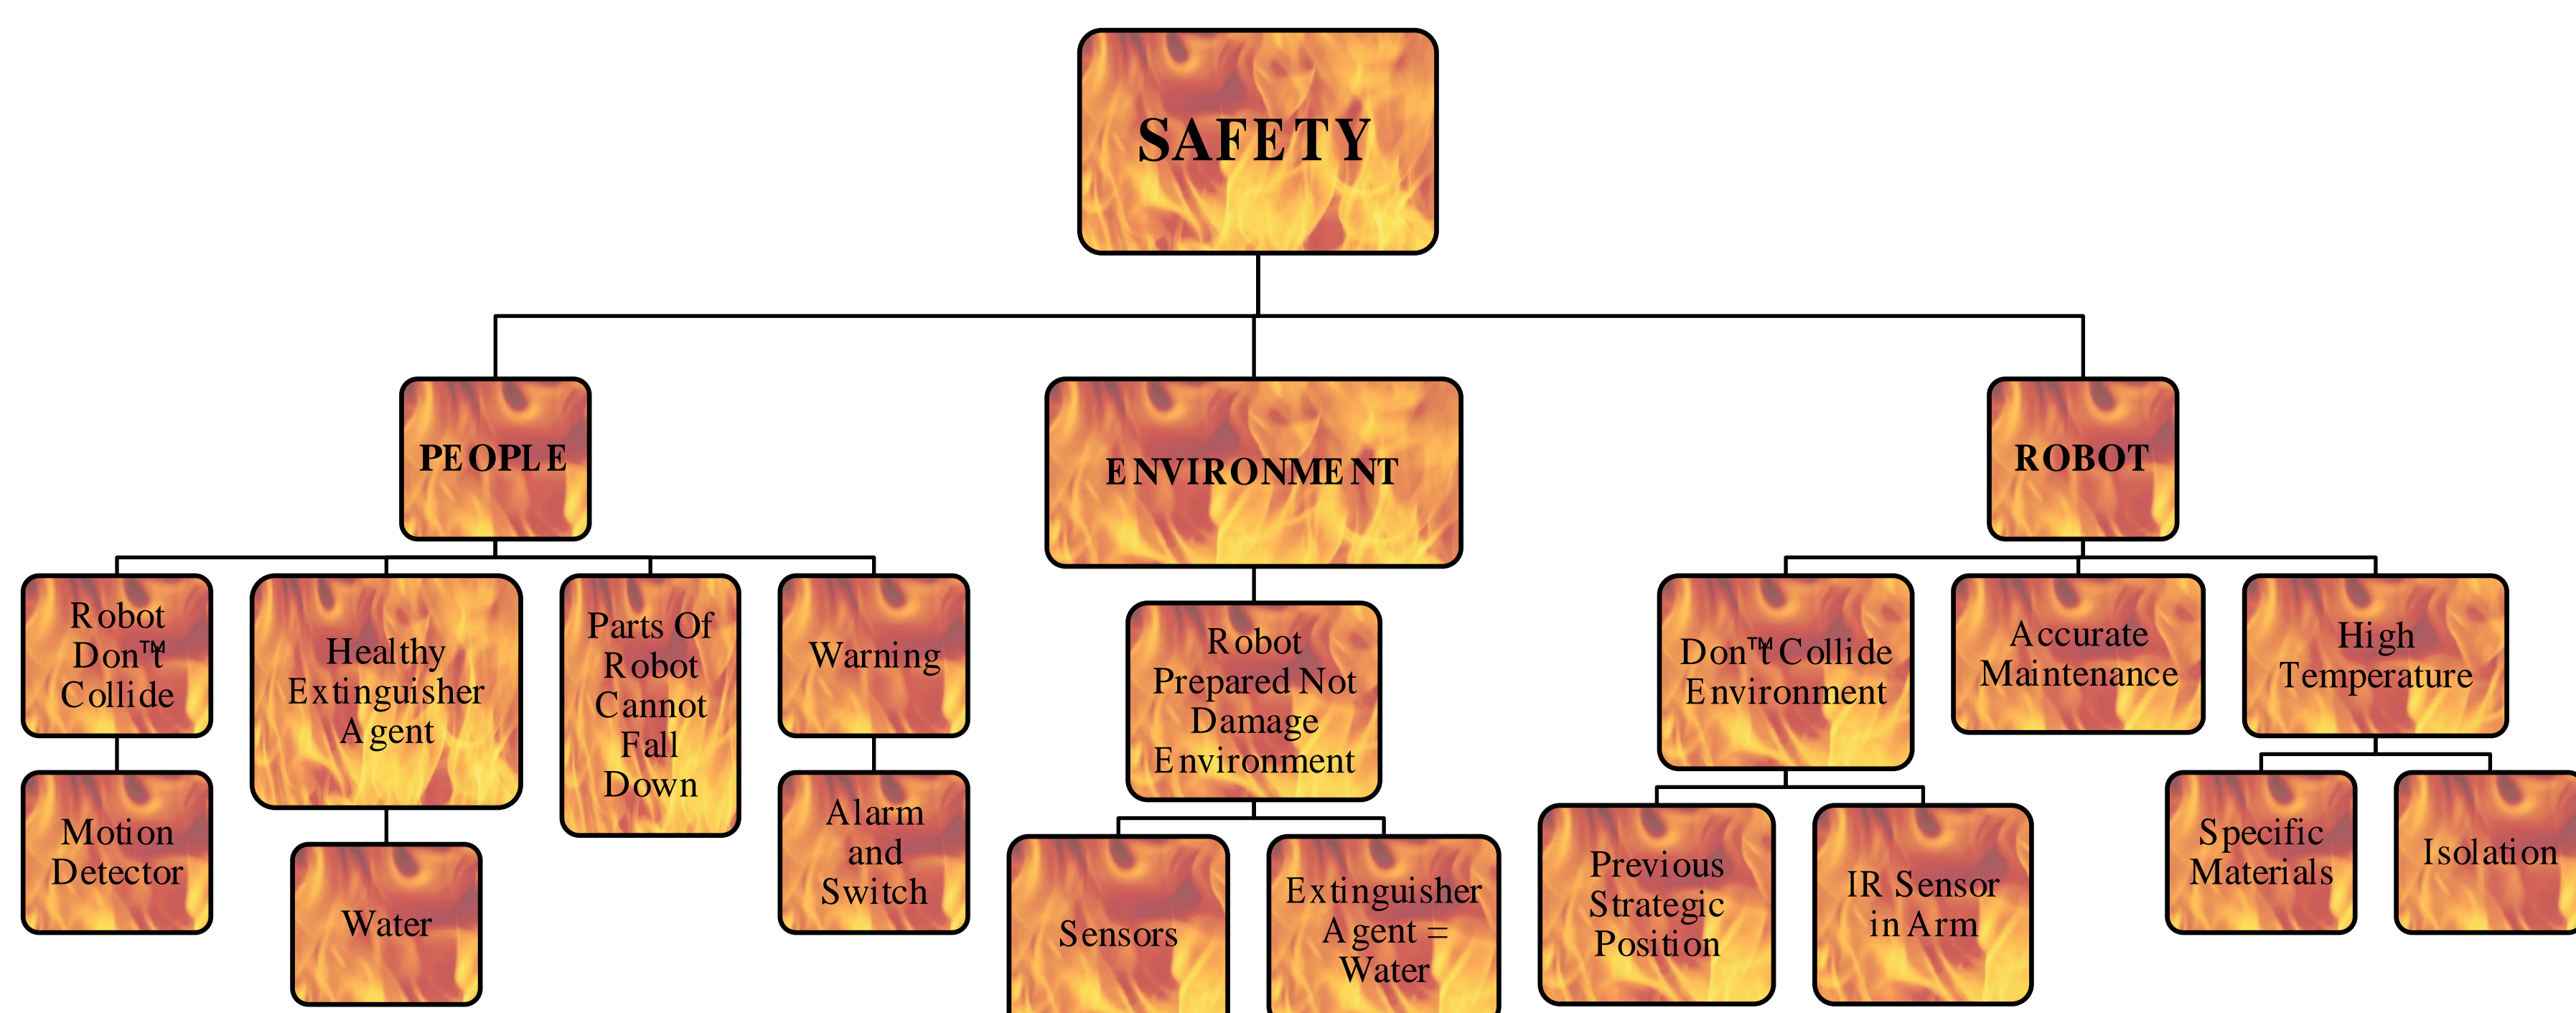 SAFETY
PEOPLE
ENVIRONMENT
ROBOT
Robot
Don™t
Collide
Healthy
Extinguisher
Agent
Parts Of
Robot
Cannot
Fall
Down
Warning
Robot
Prepared Not
Damage
Environment
Don™t Collide
Environment
Accurate
Maintenance
High
Temperature
Motion
Detector
Water
Alarm
and
Switch
Sensors
Extinguisher
Agent =
Water
Previous
Strategic
Position
IR Sensor
in Arm
Specific
Materials
Isolation